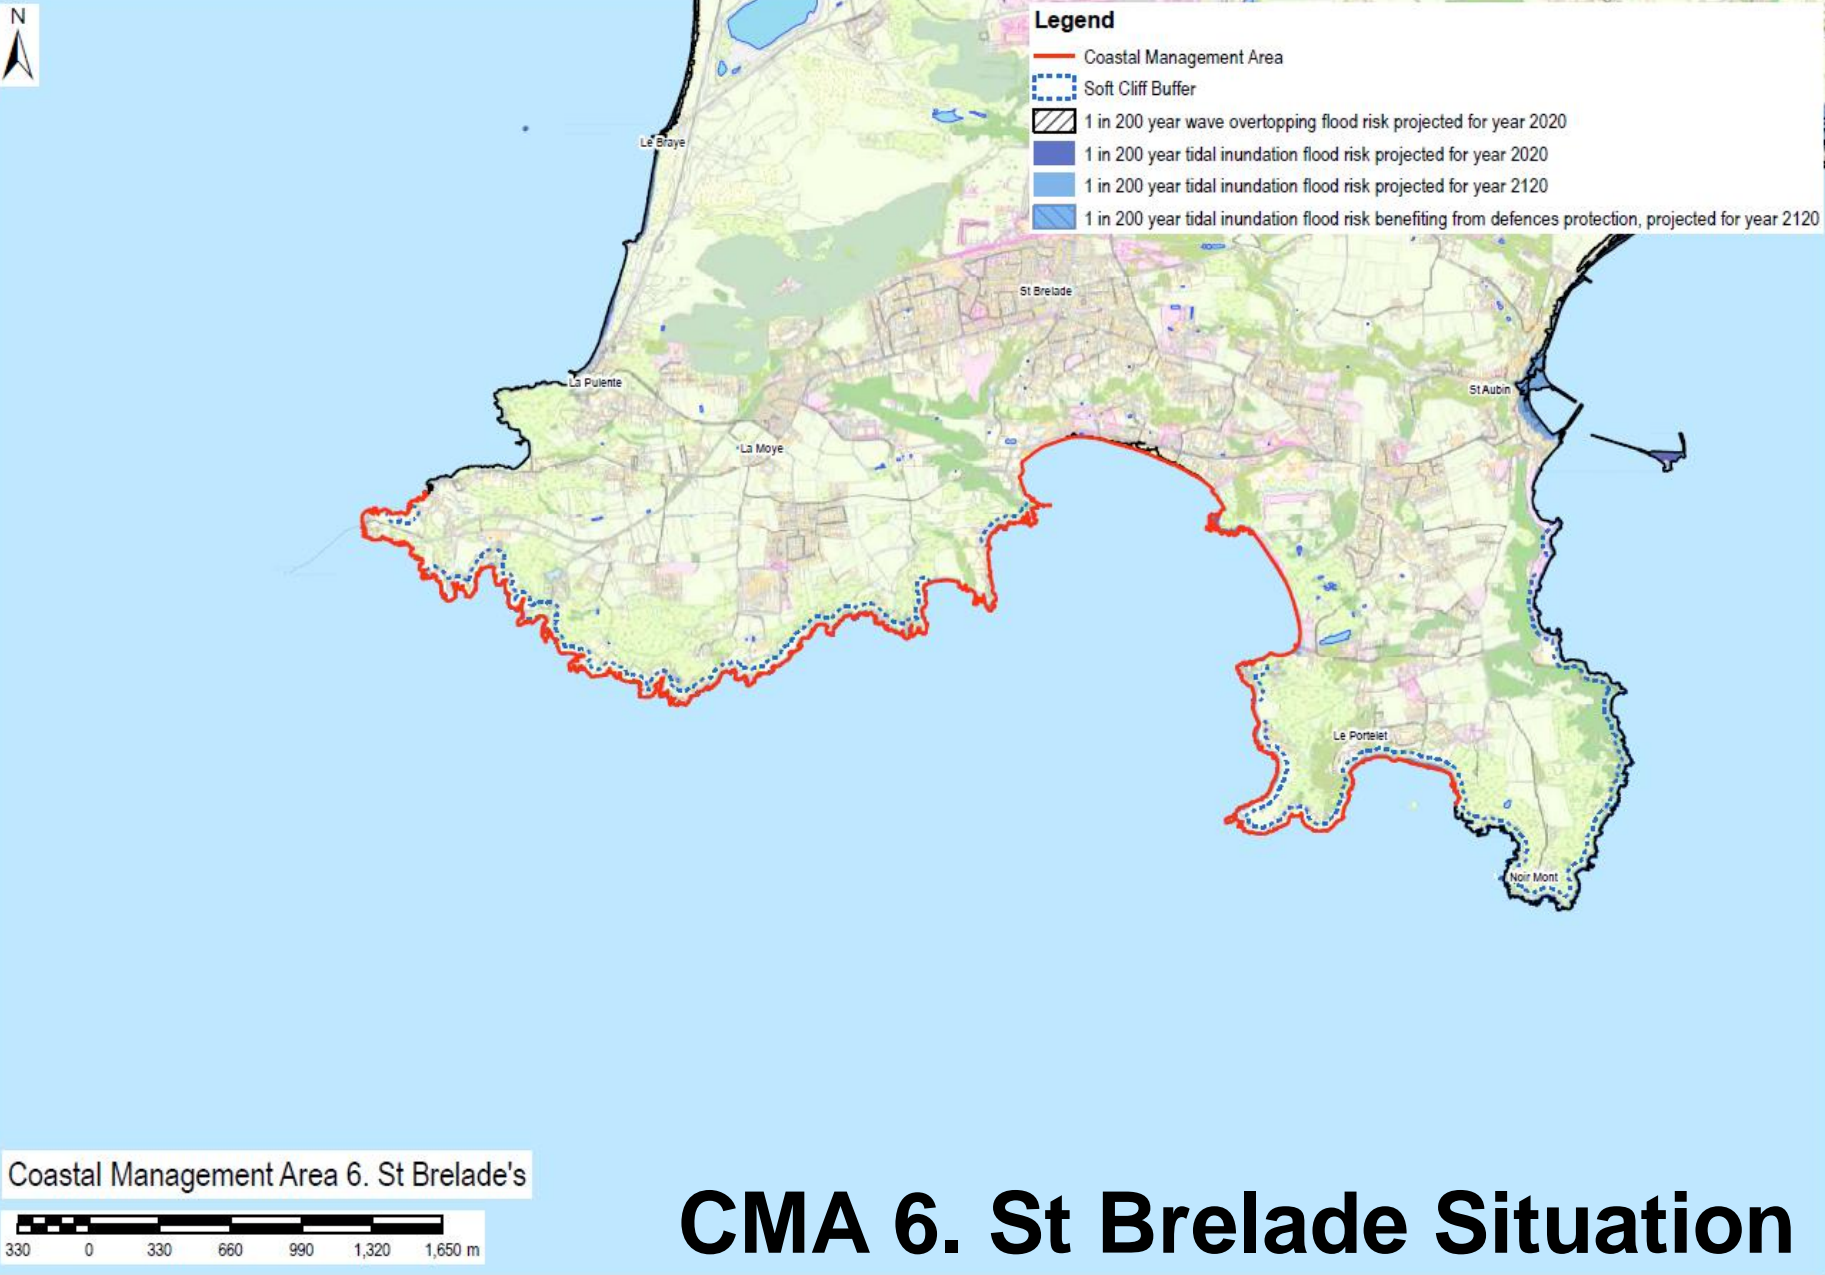 N
Legend
Coastal Management Area
Soft Cliff Buffer
1 in 200 year wave overtopping flood risk projected for year 2020
1 in 200 year tidal inundation flood risk projected for year 2020
1 in 200 year tidal inundation flood risk projected for year 2120
1 in 200 year tidal inundation flood risk benefiting from defences protection, projected for year 2120
Le Braye
St Brelade
La Pulente
St Aubin
La Moye
Le Portelet
Noir Mont
Coastal Management Area 6. St Brelade's
330 0 330 660 990 1,320 1,650 m
CMA 6. St Brelade Situation